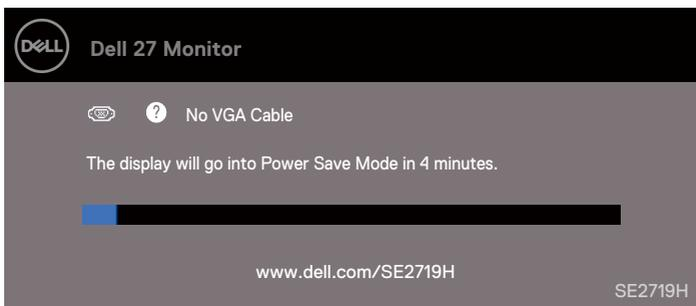 DELL
Dell 27 Monitor
? No VGA Cable
The display will go into Power Save Mode in 4 minutes.
www.dell.com/SE2719H
SE2719H